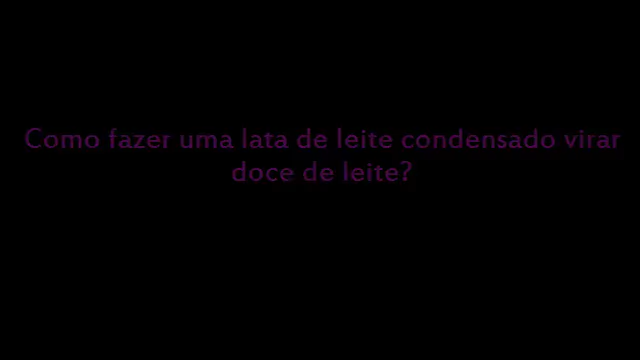 Como fazer uma lata de leite condensado virar
doce de leite?